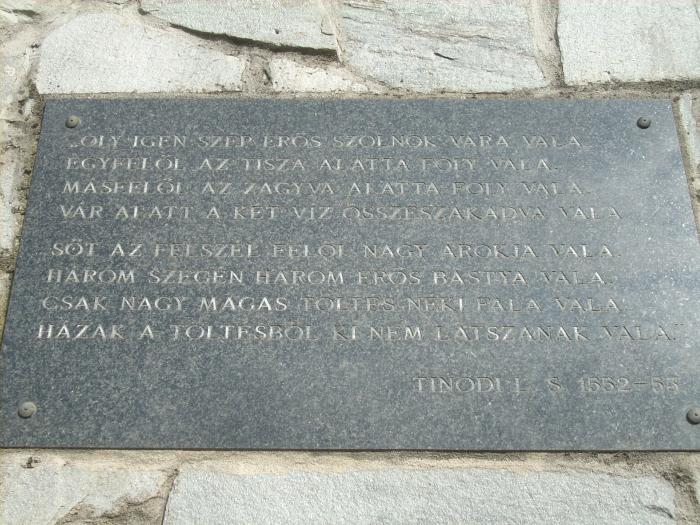 „OLY IGEN SZÉP ERŐS SZOLNOK VÁRA VALA,
EGYFELŐL AZ TISZA ALATTA FOLY VALA,
MÁSFELŐL AZ ZAGYVA ALATTA FOLY VALA,
VÁR ALATT A KÉT VÍZ ÖSSZESZAKADVA VALA
SŐT AZ FELSZÉL FELŐL NAGY ÁROKJA VALA,
HÁROM SZEGEN HÁROM ERŐS BÁSTYA VALA,
CSAK NAGY MAGAS TÖLTÉS NÉKI FALA VALA,
HÁZAK A TÖLTÉSBŐL KI NEM LÁTSZANAK VALA."
TINÓDI L. S. 1552-53